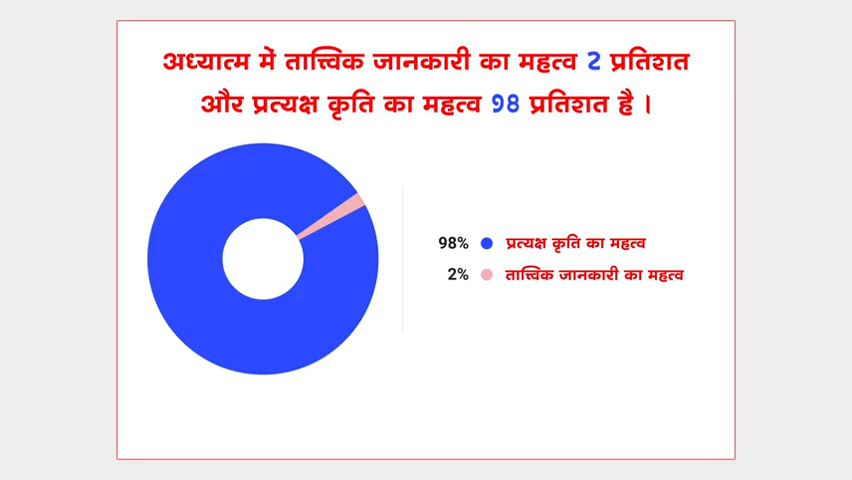 अध्यात्म में तात्त्विक जानकारी का महत्व 2 प्रतिशत
और प्रत्यक्ष कृति का महत्व 98 प्रतिशत है ।
98% प्रत्यक्ष कृति का महत्व
2% तात्त्विक जानकारी का महत्व